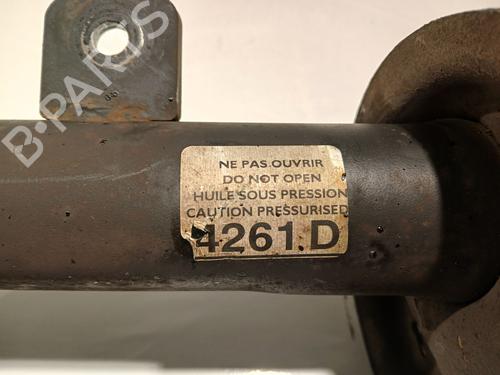 B-PARTS
NE PAS OUVRIR
DO NOT OPEN
HUILE SOUS PRESSION
CAUTION PRESSURISED
4261 D